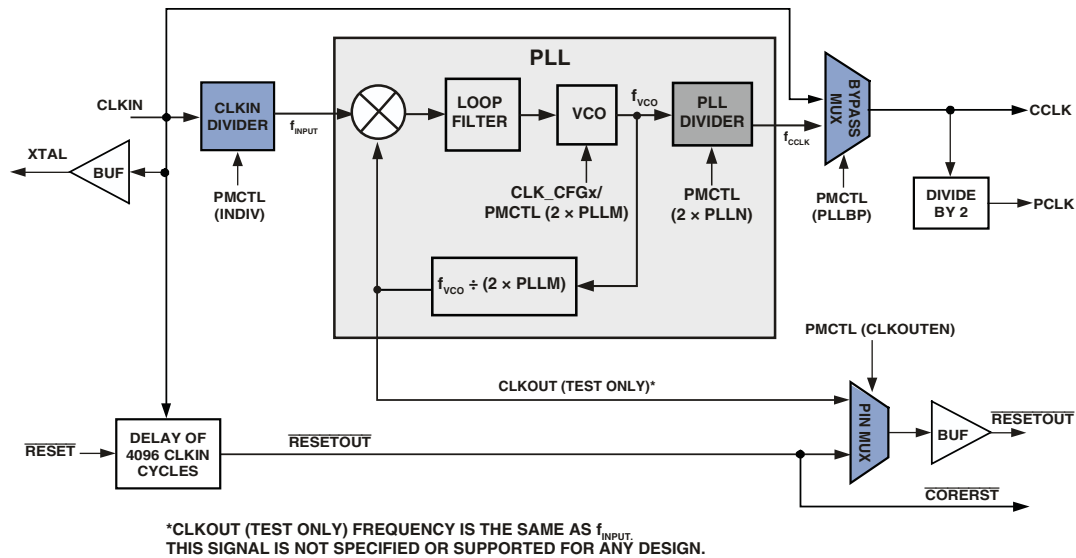 PLL
CLKIN
CLKIN
DIVIDER
f_INPUT
LOOP
FILTER
VCO
f_VCO
PLL
DIVIDER
f_CCLK
BYPASS
MUX
CCLK
XTAL
BUF
PMCTL
(INDIV)
CLK_CFGx/
PMCTL (2 × PLLM)
PMCTL
(2 × PLLN)
PMCTL
(PLLBP)
DIVIDE
BY 2
PCLK
f_VCO ÷ (2 × PLLM)
PMCTL (CLKOUTEN)
CLKOUT (TEST ONLY)*
PIN MUX
BUF
RESETOUT
RESET
DELAY OF
4096 CLKIN
CYCLES
RESETOUT
CORERST
*CLKOUT (TEST ONLY) FREQUENCY IS THE SAME AS f_INPUT.
THIS SIGNAL IS NOT SPECIFIED OR SUPPORTED FOR ANY DESIGN.